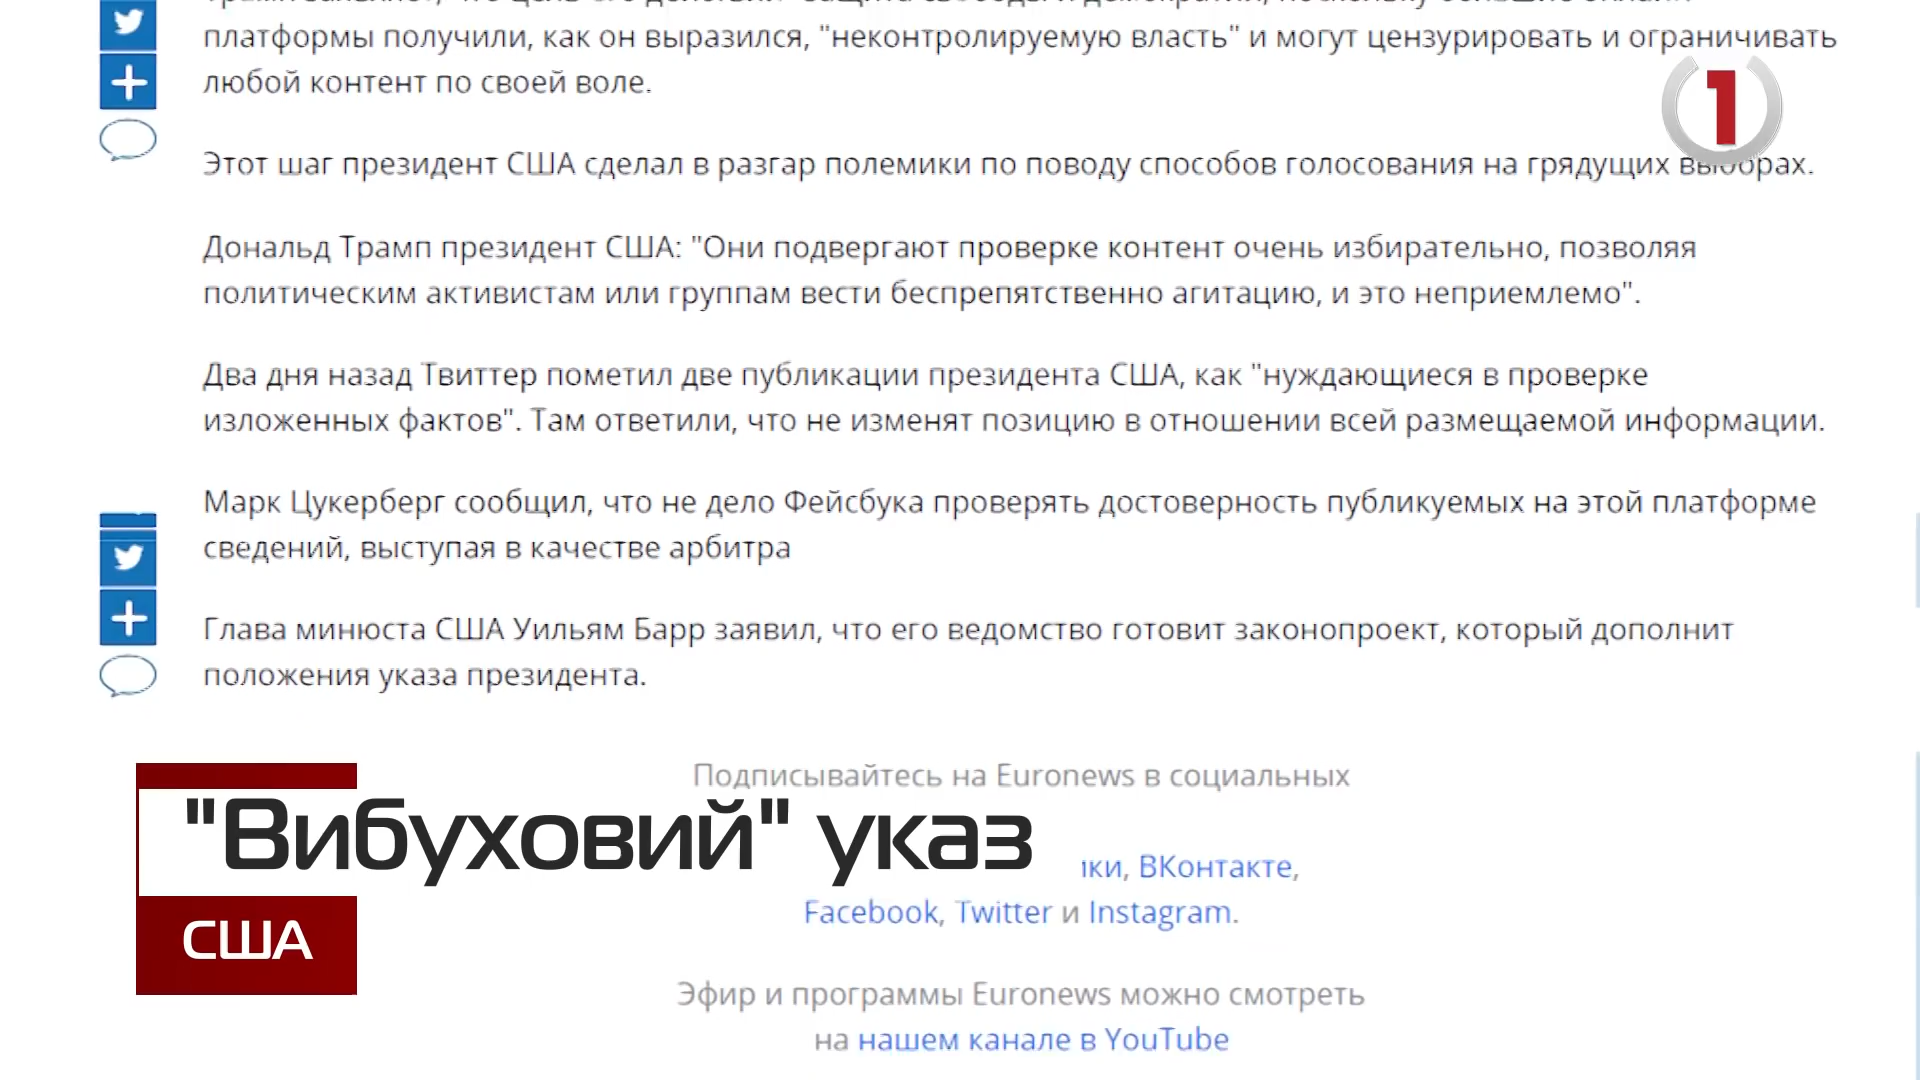 платформы получили, как он выразился, "неконтролируемую власть" и могут цензурировать и ограничивать
любой контент по своей воле.
1
Этот шаг президент США сделал в разгар полемики по поводу способов голосования на грядущих выборах.
Дональд Трамп президент США: "Они подвергают проверке контент очень избирательно, позволяя
политическим активистам или группам вести беспрепятственно агитацию, и это неприемлемо".
Два дня назад Твиттер пометил две публикации президента США, как "нуждающиеся в проверке
изложенных фактов". Там ответили, что не изменят позицию в отношении всей размещаемой информации.
Марк Цукерберг сообщил, что не дело Фейсбука проверять достоверность публикуемых на этой платформе
сведений, выступая в качестве арбитра
Глава минюста США Уильям Барр заявил, что его ведомство готовит законопроект, который дополнит
положения указа президента.
Подписывайтесь на Euronews в социальных
"Вибуховий" указ
ВКонтакте,
Facebook, Twitter и Instagram.
США
Эфир и программы Euronews можно смотреть
на нашем канале в YouTube